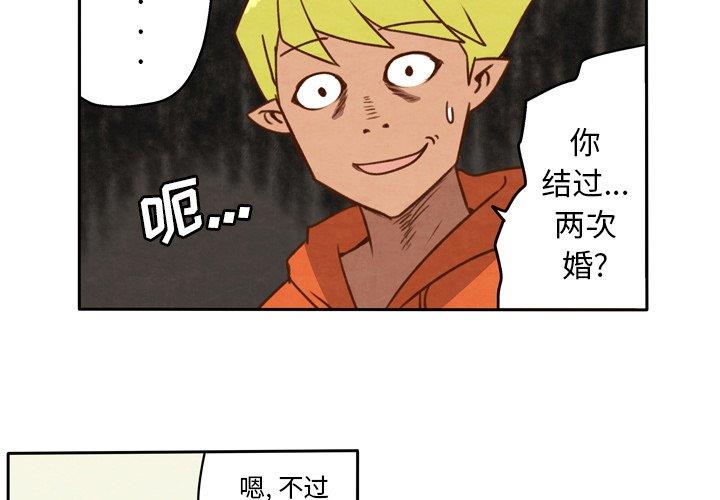 · · ·
呃...
你
结过...
两次
婚?
嗯, 不过